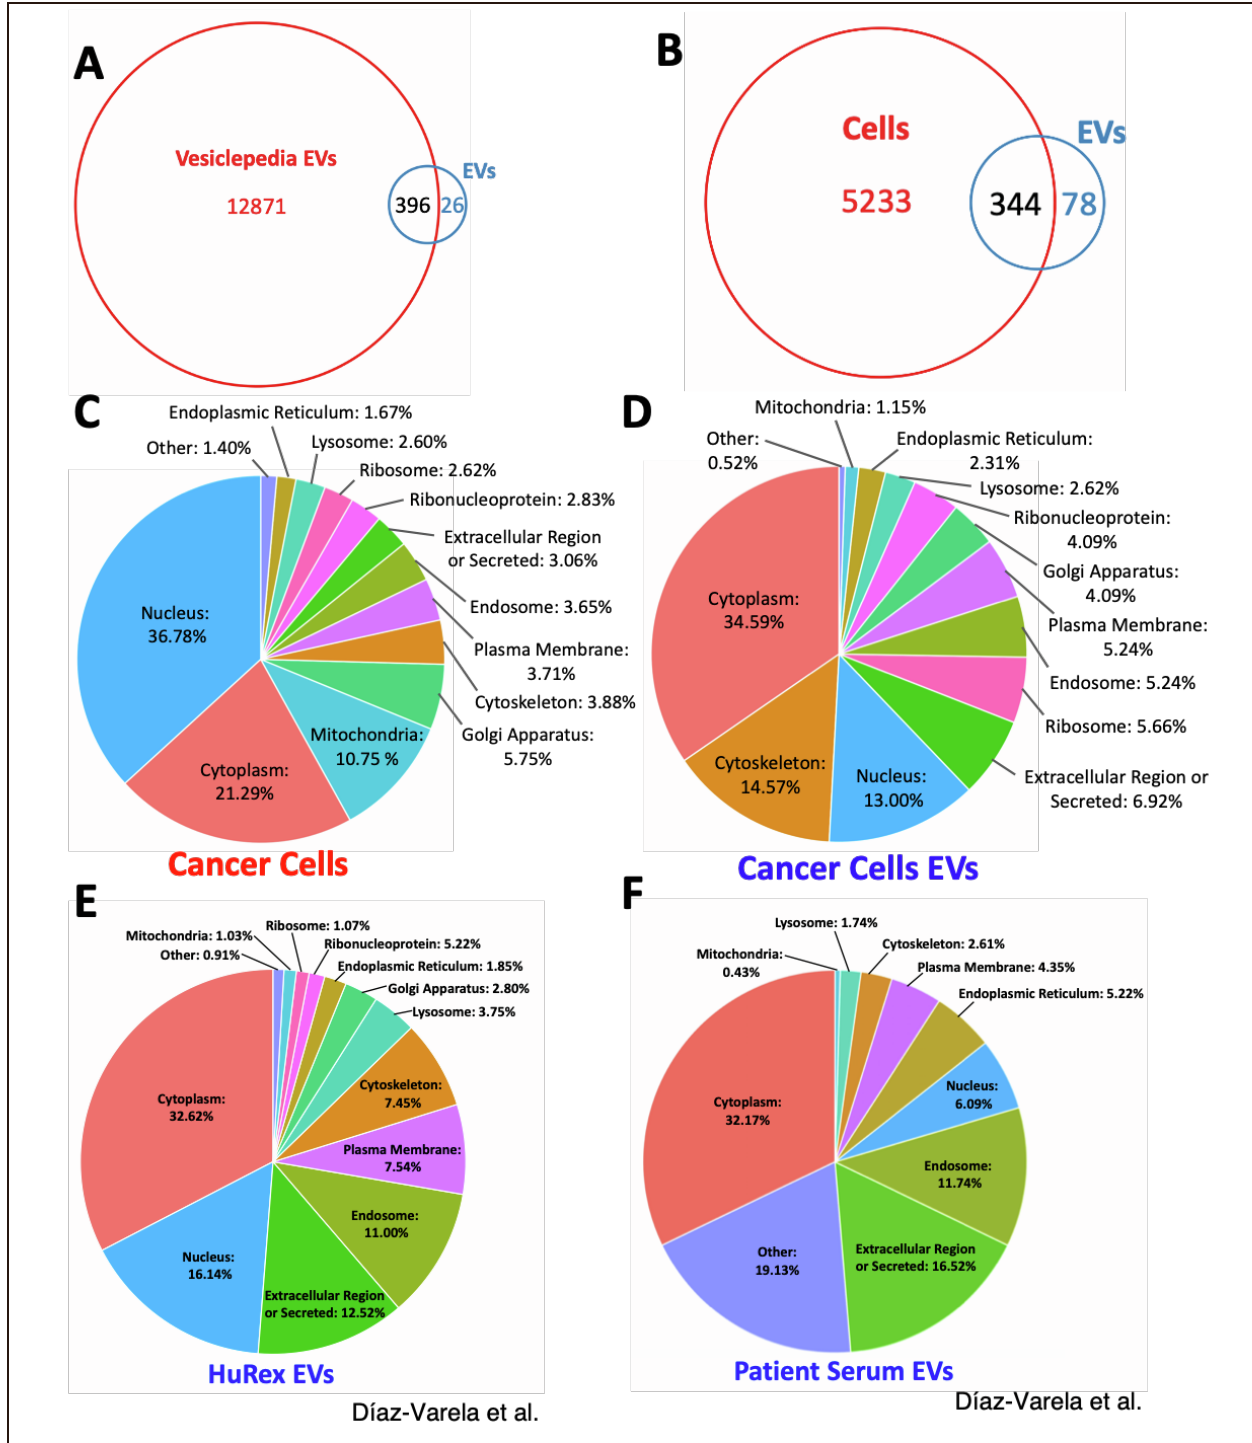 A
Vesiclepedia EVs
12871
396
26
EVs
B
Cells
5233
EVs
344
78
C
Endoplasmic Reticulum: 1.67%
Other: 1.40%
Lysosome: 2.60%
Ribosome: 2.62%
Ribonucleoprotein: 2.83%
Extracellular Region
or Secreted: 3.06%
Endosome: 3.65%
Plasma Membrane:
3.71%
Cytoskeleton: 3.88%
Golgi Apparatus:
5.75%
Mitochondria:
10.75 %
Cytoplasm:
21.29%
Nucleus:
36.78%
Cancer Cells
D
Mitochondria: 1.15%
Other:
0.52%
Endoplasmic Reticulum:
2.31%
Lysosome: 2.62%
Ribonucleoprotein:
4.09%
Golgi Apparatus:
4.09%
Plasma Membrane:
5.24%
Endosome: 5.24%
Ribosome: 5.66%
Extracellular Region or
Secreted: 6.92%
Nucleus:
13.00%
Cytoskeleton:
14.57%
Cytoplasm:
34.59%
Cancer Cells EVs
E
Ribosome: 1.07%
Mitochondria: 1.03%
Other: 0.91%
Ribonucleoprotein: 5.22%
Endoplasmic Reticulum: 1.85%
Golgi Apparatus: 2.80%
Lysosome: 3.75%
Cytoskeleton:
7.45%
Plasma Membrane:
7.54%
Endosome:
11.00%
Extracellular Region
or Secreted: 12.52%
Nucleus:
16.14%
Cytoplasm:
32.62%
HuRex EVs
Díaz-Varela et al.
F
Lysosome: 1.74%
Mitochondria:
0.43%
Cytoskeleton: 2.61%
Plasma Membrane: 4.35%
Endoplasmic Reticulum: 5.22%
Nucleus:
6.09%
Endosome:
11.74%
Extracellular Region
or Secreted: 16.52%
Other:
19.13%
Cytoplasm:
32.17%
Patient Serum EVs
Díaz-Varela et al.